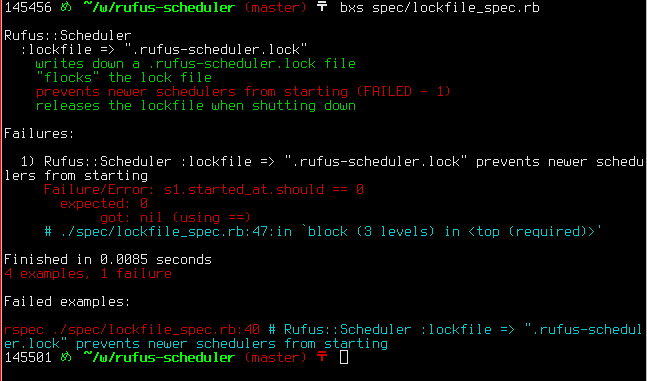 145456 め ~/w/rufus-scheduler (master) 〒 bxs spec/lockfile_spec.rb
Rufus::Scheduler
:lockfile => ".rufus-scheduler.lock"
writes down a .rufus-scheduler.lock file
"flocks" the lock file
prevents newer schedulers from starting (FAILED - 1)
releases the lockfile when shutting down
Failures:
1) Rufus::Scheduler :lockfile => ".rufus-scheduler.lock" prevents newer schedu
lers from starting
Failure/Error: s1.started_at.should == 0
expected: 0
got: nil (using ==)
# ./spec/lockfile_spec.rb:47:in `block (3 levels) in <top (required)>'
Finished in 0.0085 seconds
4 examples, 1 failure
Failed examples:
rspec ./spec/lockfile_spec.rb:40 # Rufus::Scheduler :lockfile => ".rufus-schedul
er.lock" prevents newer schedulers from starting
145501 め ~/w/rufus-scheduler (master) 〒